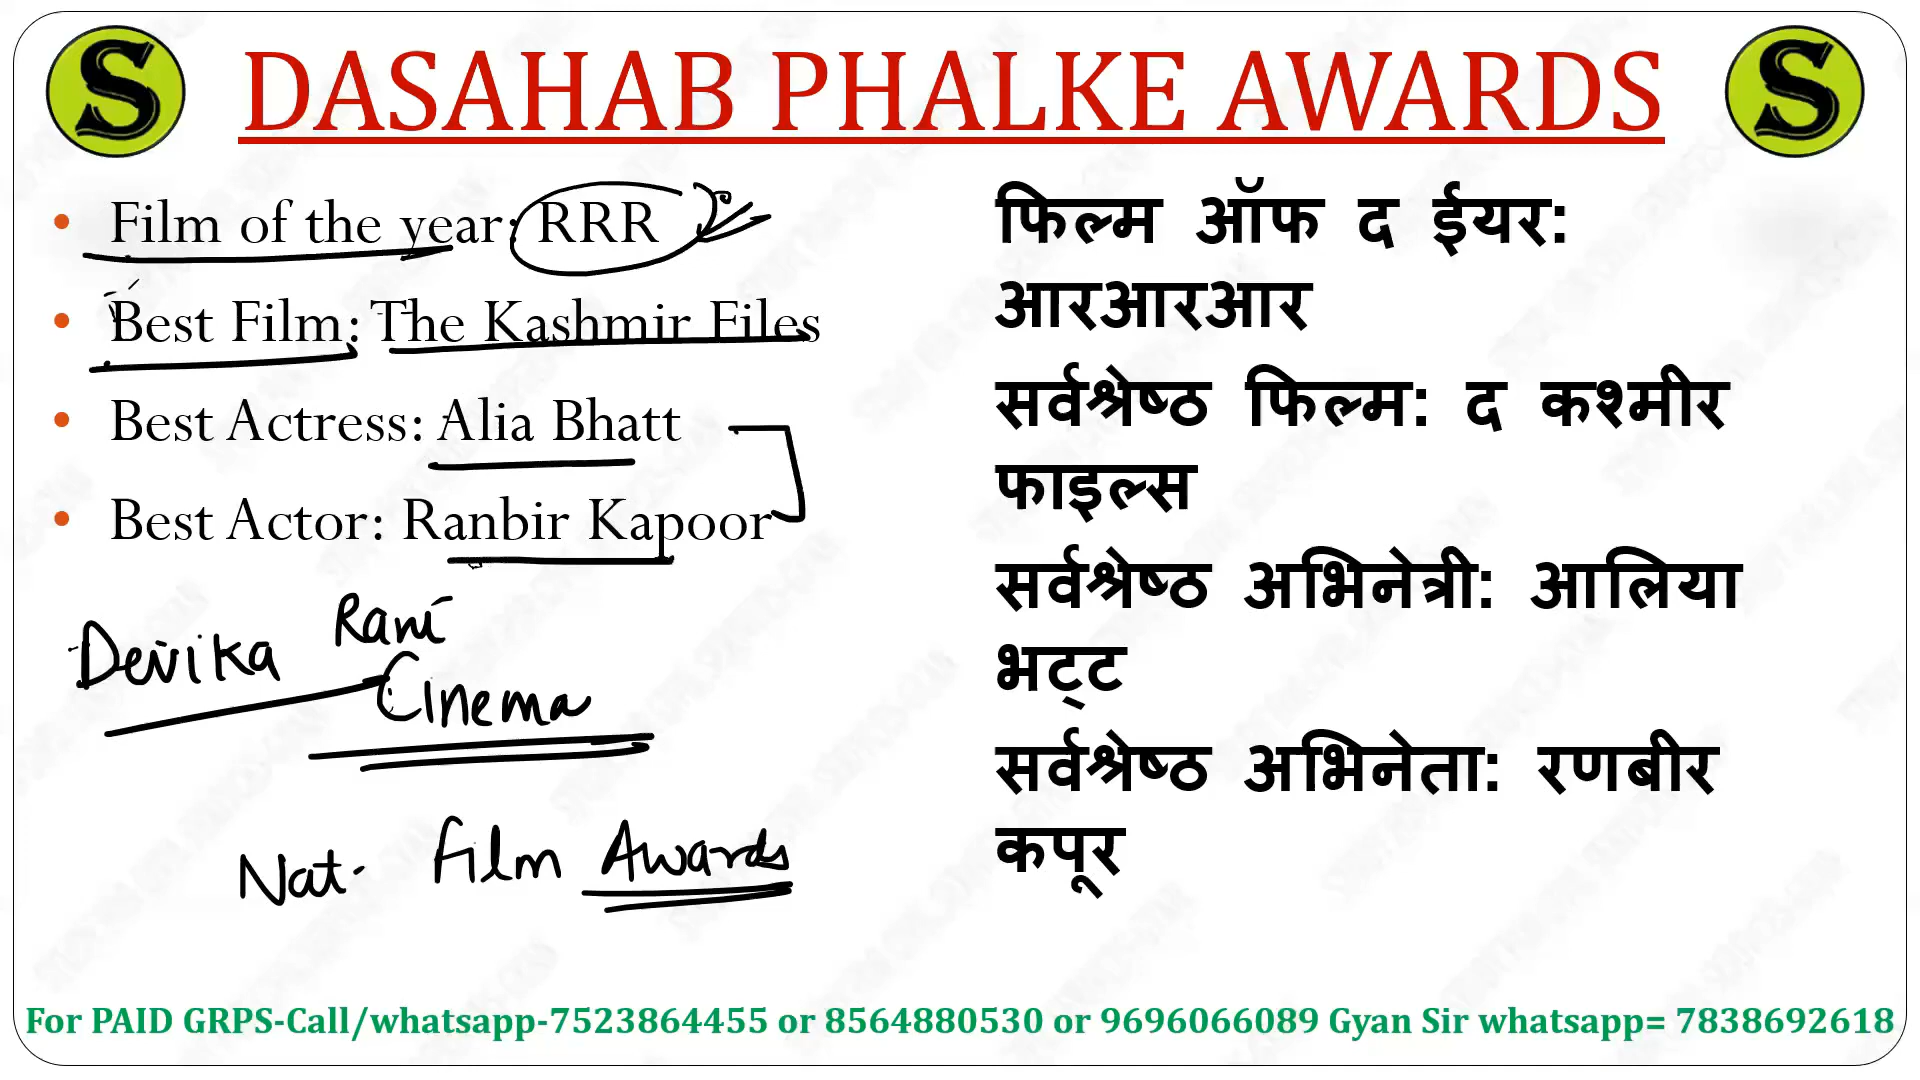 S DASAHAB PHALKE AWARDS S
• Film of the year: RRR
• Best Film: The Kashmir Files
• Best Actress: Alia Bhatt
• Best Actor: Ranbir Kapoor
Devika Rani
Cinema
Nat. Film Awards
फिल्म ऑफ द ईयर:
आरआरआर
सर्वश्रेष्ठ फिल्म: द कश्मीर
फाइल्स
सर्वश्रेष्ठ अभिनेत्री: आलिया
भट्ट
सर्वश्रेष्ठ अभिनेता: रणबीर
कपूर
For PAID GRPS-Call/whatsapp-7523864455 or 8564880530 or 9696066089 Gyan Sir whatsapp= 7838692618